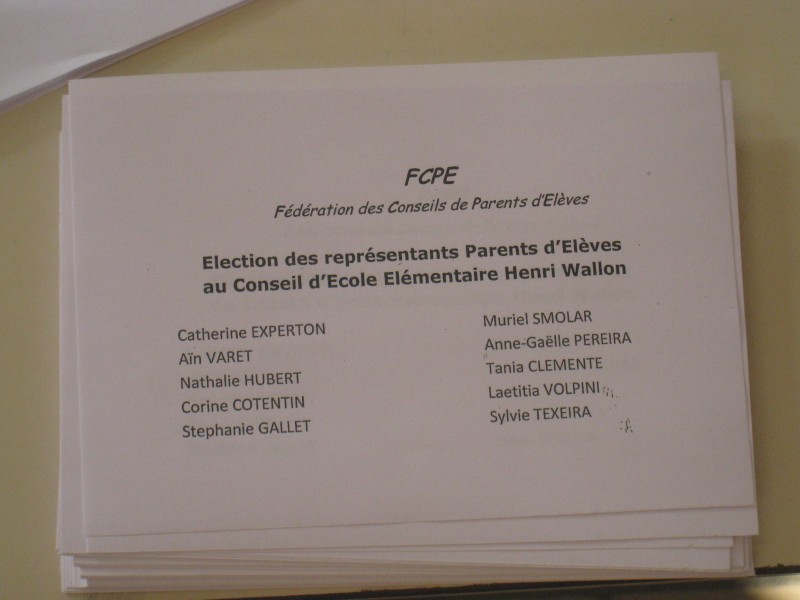 FCPE
Fédération des Conseils de Parents d'Elèves
Election des représentants Parents d'Elèves
au Conseil d'Ecole Elémentaire Henri Wallon
Catherine EXPERTON
Aïn VARET
Nathalie HUBERT
Corine COTENTIN
Stephanie GALLET
Muriel SMOLAR
Anne-Gaëlle PEREIRA
Tania CLEMENTE
Laetitia VOLPINI
Sylvie TEXEIRA